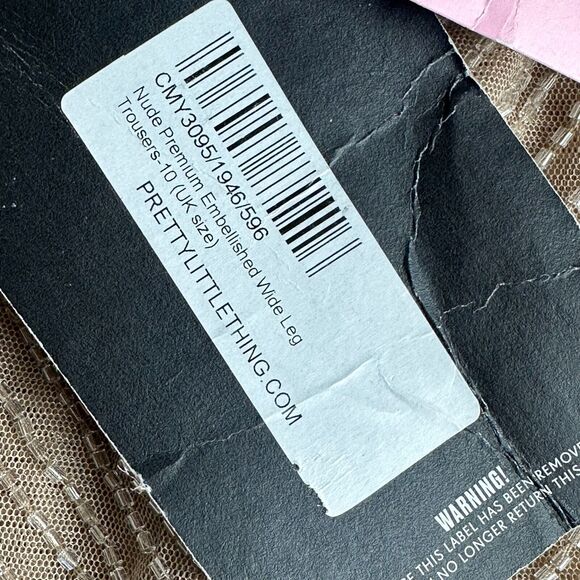 CMY3095/1946/596
Nude Premium Embellished Wide Leg
Trousers-10 (UK size)
PRETTYLITTLETHING.COM
WARNING!
THIS LABEL HAS BEEN REMOVE
NO LONGER RETURN THIS